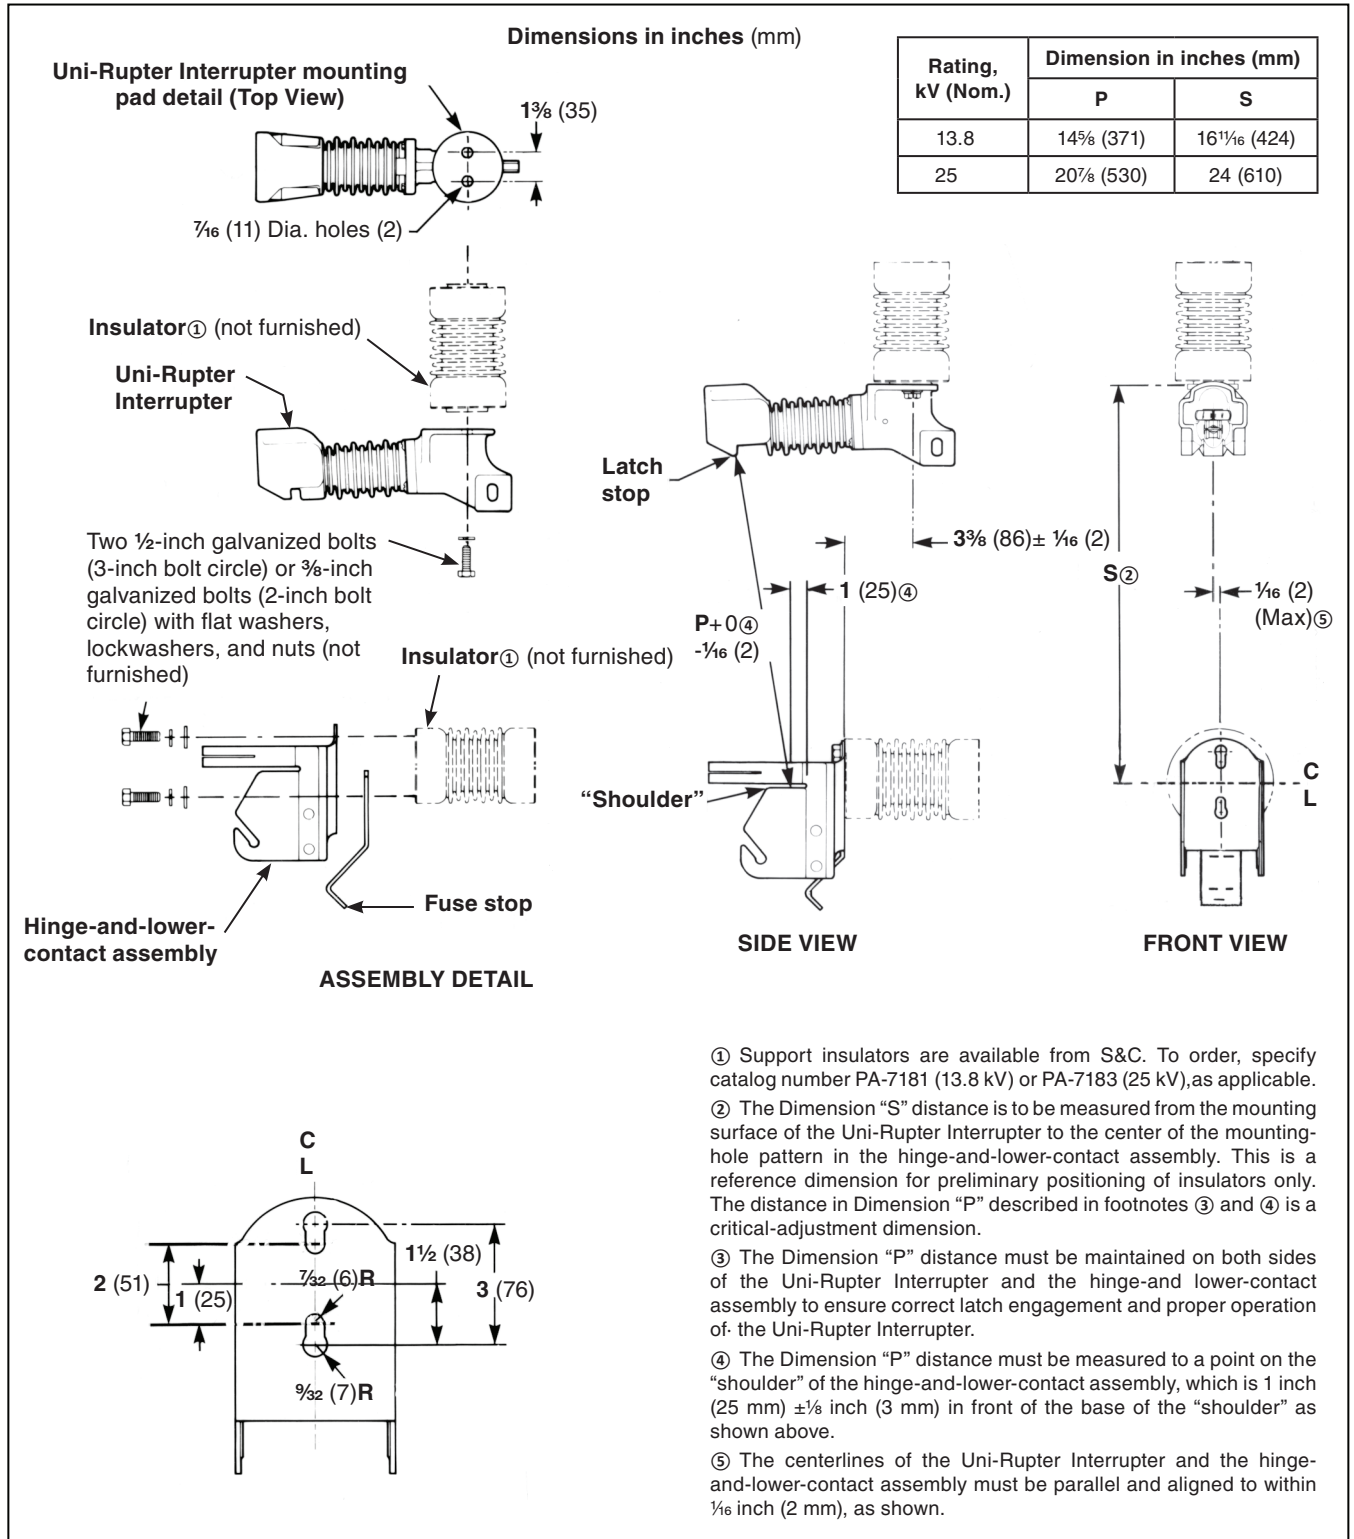 Dimensions in inches (mm)
Uni-Rupter Interrupter mounting
pad detail (Top View)
1⅜ (35)
Rating,
kV (Nom.)
Dimension in inches (mm)
P
S
13.8
14⅝ (371)
16¹¹⁄₁₆ (424)
25
20⅞ (530)
24 (610)
⁷⁄₁₆ (11) Dia. holes (2)
Insulator① (not furnished)
Uni-Rupter
Interrupter
Two ½-inch galvanized bolts
(3-inch bolt circle) or ⅜-inch
galvanized bolts (2-inch bolt
circle) with flat washers,
lockwashers, and nuts (not
furnished)
Insulator① (not furnished)
Hinge-and-lower-
contact assembly
Fuse stop
ASSEMBLY DETAIL
Latch
stop
3⅜ (86)± ¹⁄₁₆ (2)
1 (25)④
P+0④
-¹⁄₁₆ (2)
"Shoulder"
SIDE VIEW
S②
¹⁄₁₆ (2)
(Max)⑤
C
L
FRONT VIEW
C
L
2 (51)
1 (25)
⁷⁄₃₂ (6)R
1½ (38)
3 (76)
⁹⁄₃₂ (7)R
① Support insulators are available from S&C. To order, specify
catalog number PA-7181 (13.8 kV) or PA-7183 (25 kV),as applicable.
② The Dimension "S" distance is to be measured from the mounting
surface of the Uni-Rupter Interrupter to the center of the mounting-
hole pattern in the hinge-and-lower-contact assembly. This is a
reference dimension for preliminary positioning of insulators only.
The distance in Dimension "P" described in footnotes ③ and ④ is a
critical-adjustment dimension.
③ The Dimension "P" distance must be maintained on both sides
of the Uni-Rupter Interrupter and the hinge-and lower-contact
assembly to ensure correct latch engagement and proper operation
of· the Uni-Rupter Interrupter.
④ The Dimension "P" distance must be measured to a point on the
"shoulder" of the hinge-and-lower-contact assembly, which is 1 inch
(25 mm) ±⅛ inch (3 mm) in front of the base of the "shoulder" as
shown above.
⑤ The centerlines of the Uni-Rupter Interrupter and the hinge-
and-lower-contact assembly must be parallel and aligned to within
¹⁄₁₆ inch (2 mm), as shown.